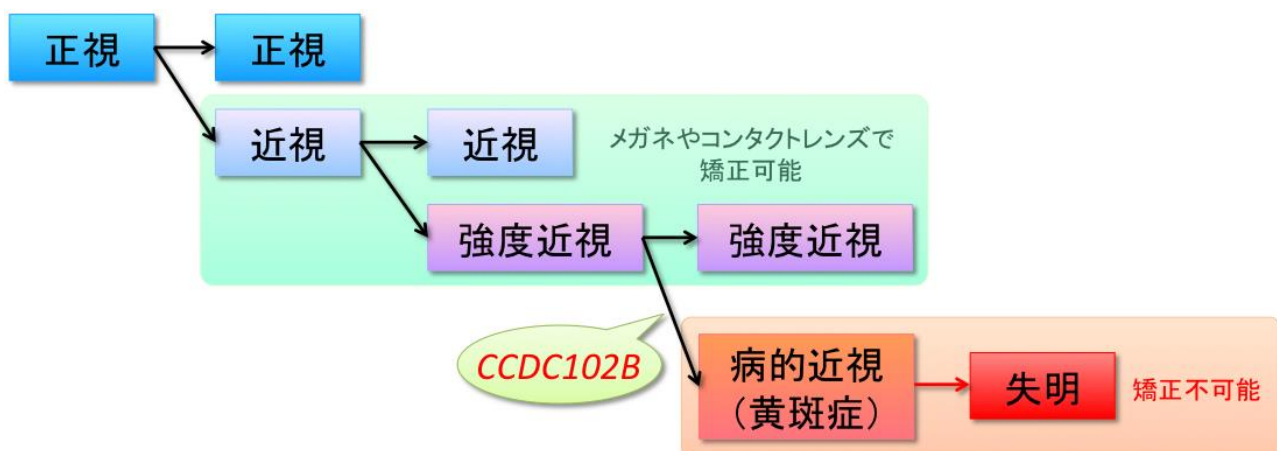 正視
正視
近視
近視
メガネやコンタクトレンズで
矯正可能
強度近視
強度近視
CCDC102B
病的近視
（黄斑症）
失明
矯正不可能